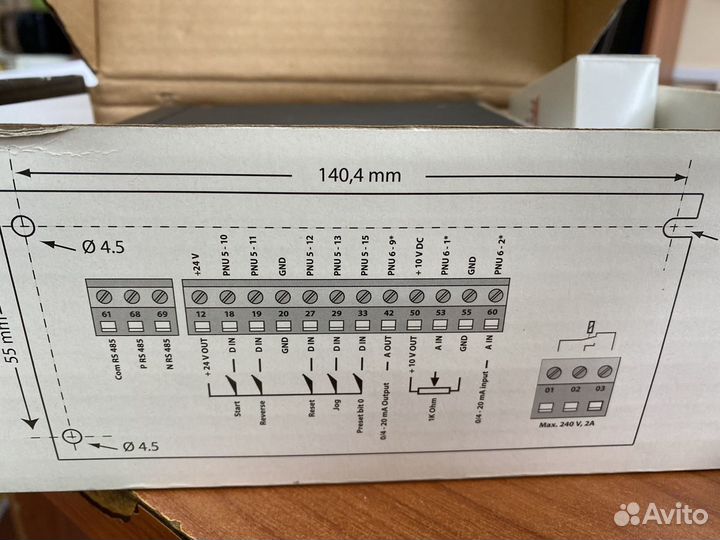 140,4 mm
Ø 4.5
+24 V
PNU 5 - 10
PNU 5 - 11
GND
PNU 5 - 12
PNU 5 - 13
PNU 5 - 15
PNU 6 - 9*
+ 10 V DC
PNU 6 - 1*
GND
PNU 6 - 2*
61 68 69 12 18 19 20 27 29 33 42 50 53 55 60
Com RS 485
P RS 485
N RS 485
+ 24 V OUT
D IN
D IN
GND
D IN
D IN
D IN
A OUT
+ 10 V OUT
A IN
GND
A IN
Start
Reverse
Reset
Jog
Preset bit 0
0/4 - 20 mA Output
1K Ohm
0/4 - 20 mA input
01 02 03
Max. 240 V, 2A
55 mm
Ø 4.5
Avito